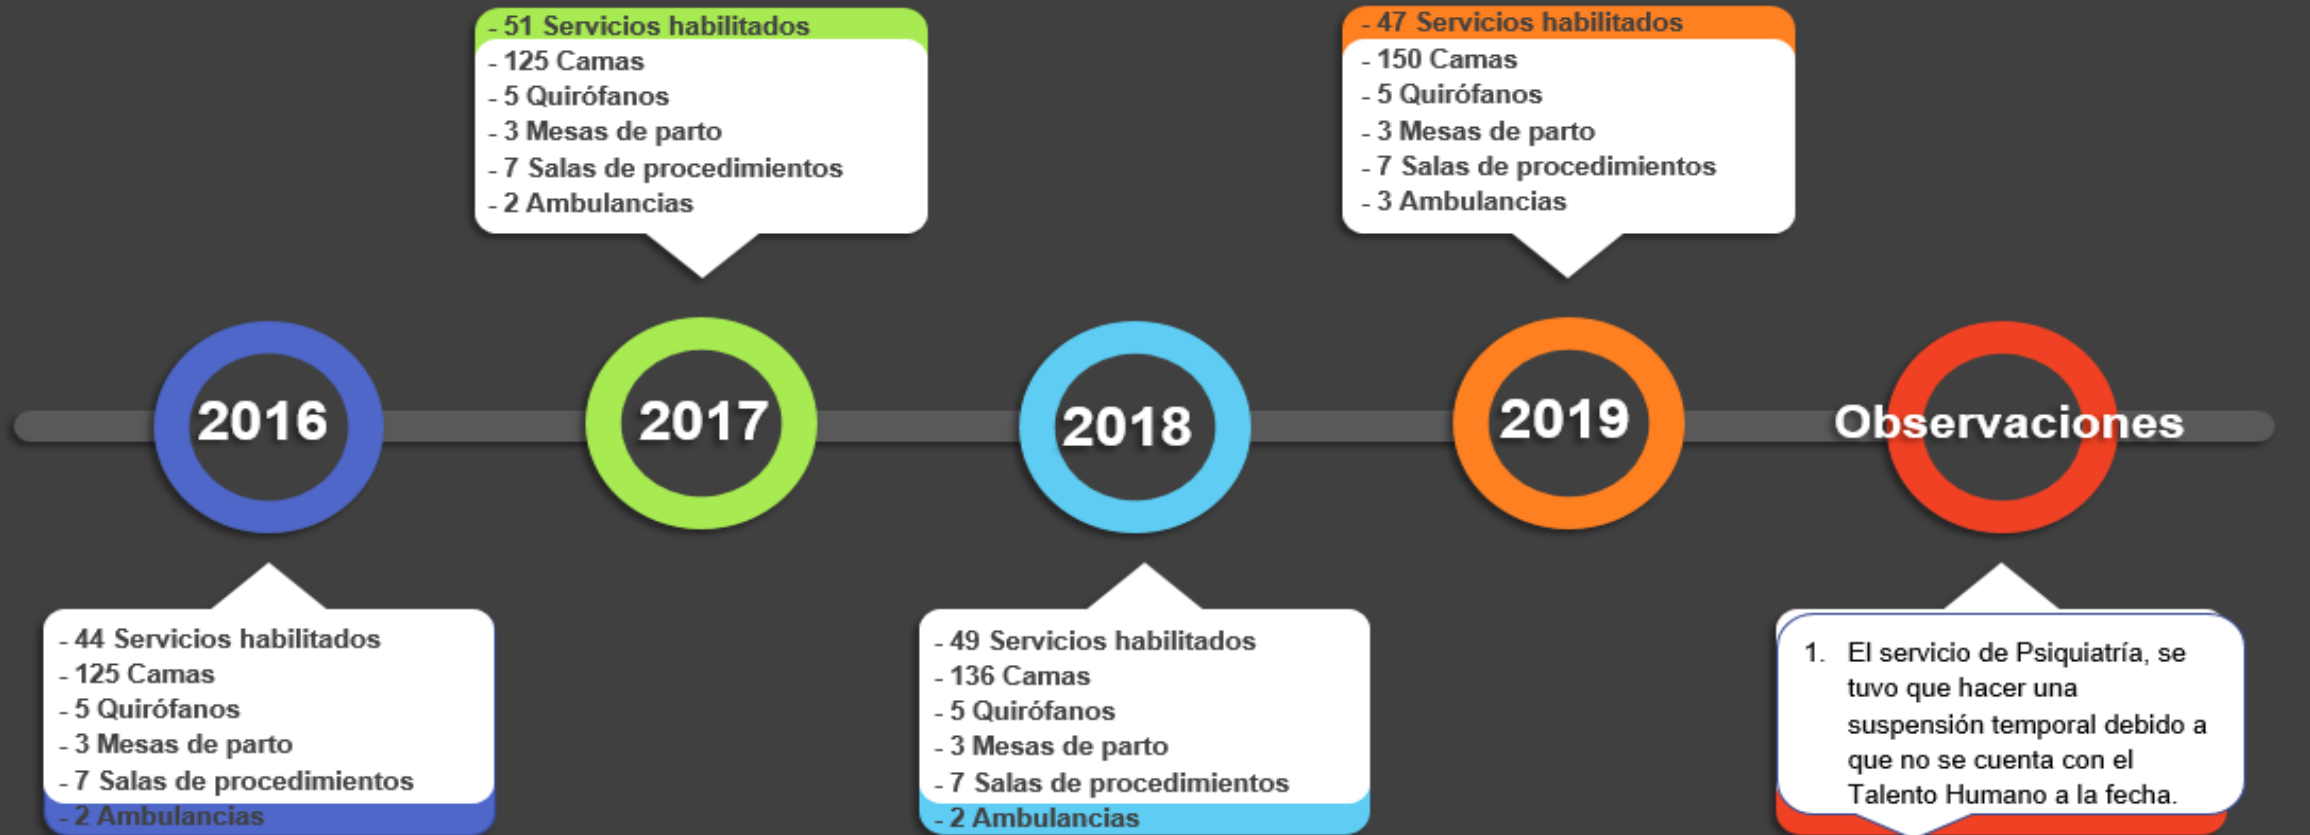 2016
- 44 Servicios habilitados
- 125 Camas
- 5 Quirófanos
- 3 Mesas de parto
- 7 Salas de procedimientos
- 2 Ambulancias
2017
- 51 Servicios habilitados
- 125 Camas
- 5 Quirófanos
- 3 Mesas de parto
- 7 Salas de procedimientos
- 2 Ambulancias
2018
- 49 Servicios habilitados
- 136 Camas
- 5 Quirófanos
- 3 Mesas de parto
- 7 Salas de procedimientos
- 2 Ambulancias
2019
- 47 Servicios habilitados
- 150 Camas
- 5 Quirófanos
- 3 Mesas de parto
- 7 Salas de procedimientos
- 3 Ambulancias
Observaciones
1. El servicio de Psiquiatría, se
tuvo que hacer una
suspensión temporal debido a
que no se cuenta con el
Talento Humano a la fecha.